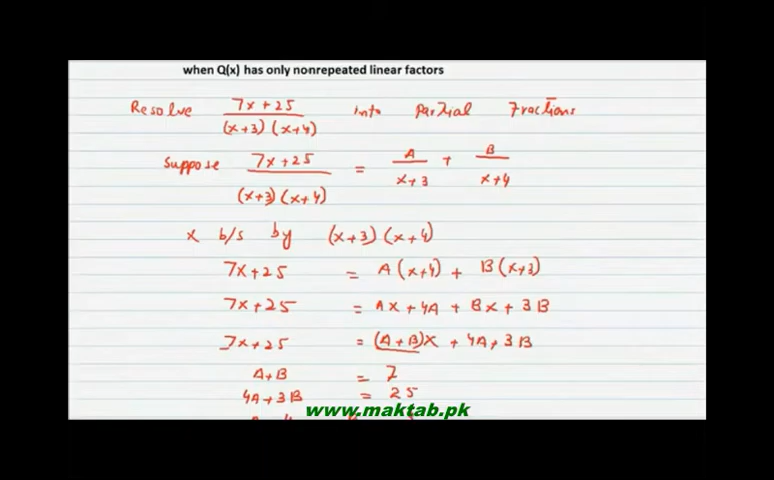 when Q(x) has only nonrepeated linear factors
Resolve 7x+25 / (x+3)(x+4) into Partial Fractions
Suppose 7x+25 / (x+3)(x+4) = A / x+3 + B / x+4
x b/s by (x+3)(x+4)
7x+25 = A(x+4) + B(x+3)
7x+25 = Ax+4A + Bx+3B
7x+25 = (A+B)x + 4A+3B
A+B = 7
4A+3B = 25
www.maktab.pk